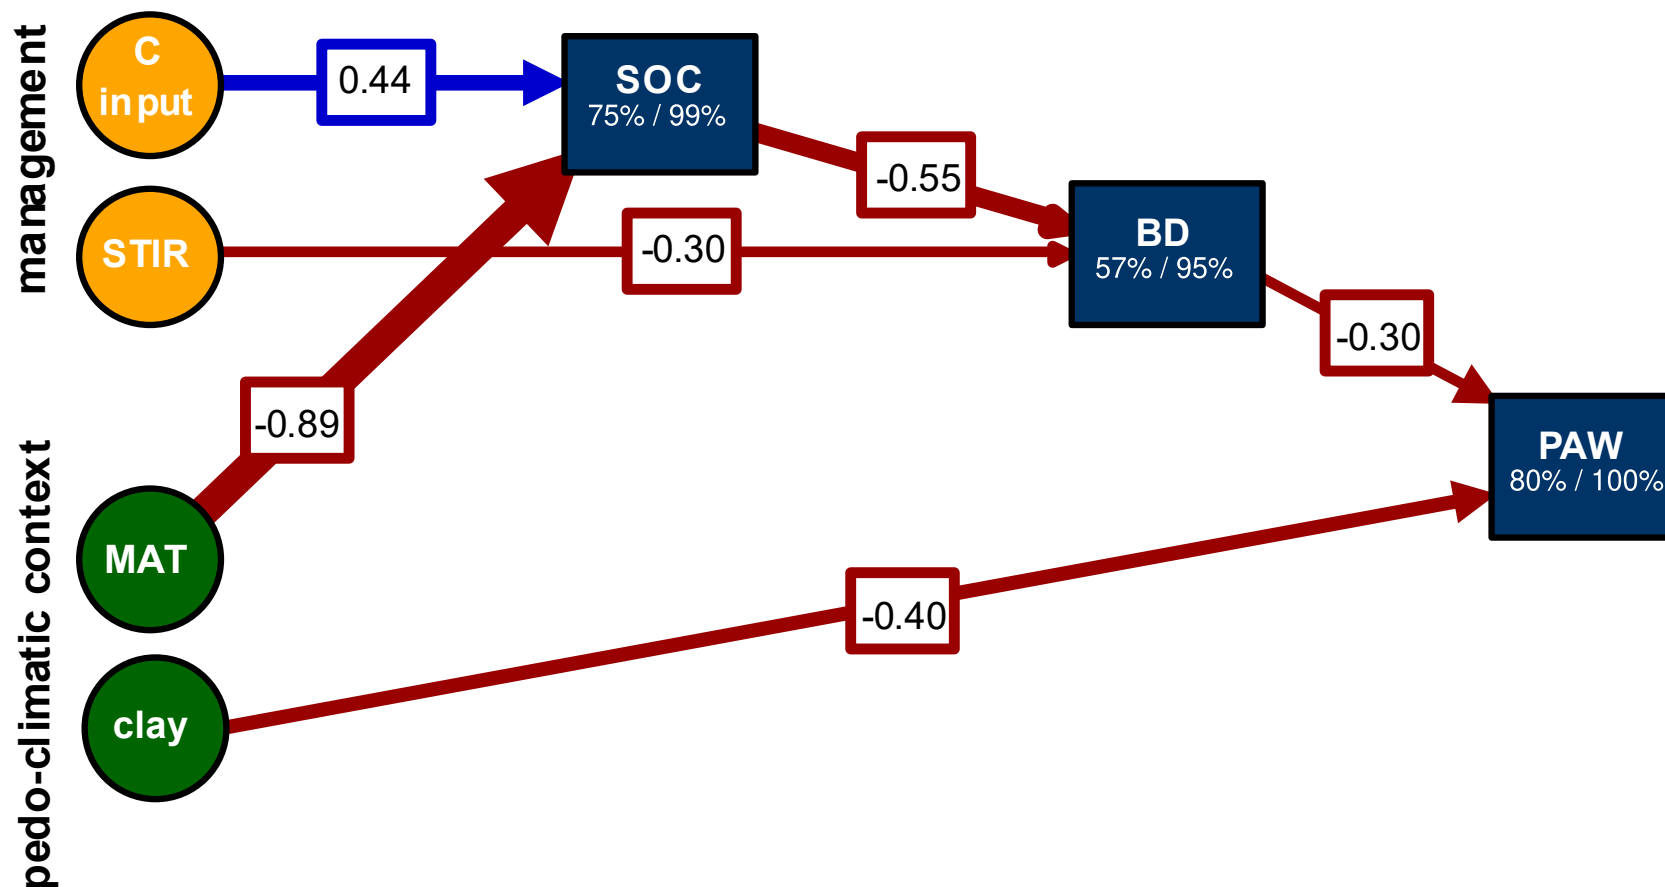 management
pedo-climatic context
C
input
0.44
SOC
75% / 99%
-0.55
STIR
-0.30
BD
57% / 95%
-0.30
-0.89
PAW
80% / 100%
MAT
-0.40
clay